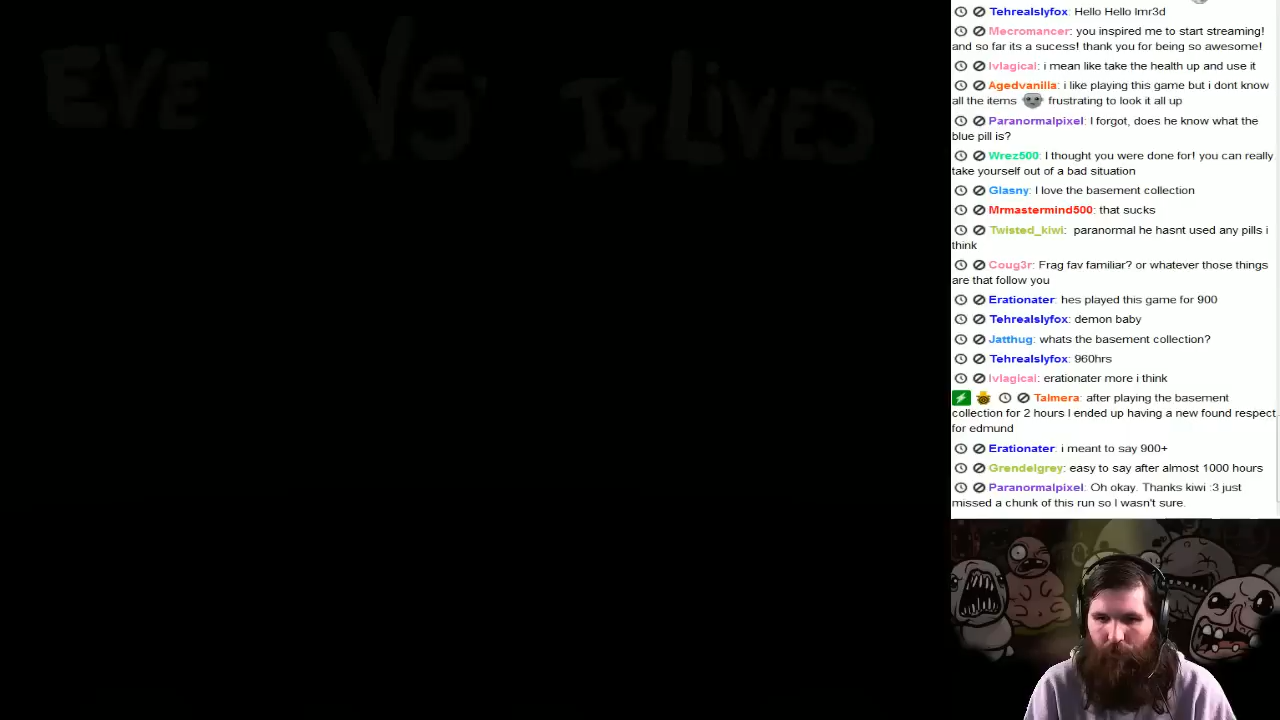 EVE VS It LiVES
Tehrealslyfox: Hello Hello lmr3d
Mecromancer: you inspired me to start streaming!
and so far its a sucess! thank you for being so awesome!
Ivlagical: i mean like take the health up and use it
Agedvanilla: i like playing this game but i dont know
all the items frustrating to look it all up
Paranormalpixel: I forgot, does he know what the
blue pill is?
Wrez500: I thought you were done for! you can really
take yourself out of a bad situation
Glasny: I love the basement collection
Mrmastermind500: that sucks
Twisted_kiwi: paranormal he hasnt used any pills i
think
Coug3r: Frag fav familiar? or whatever those things
are that follow you
Erationater: hes played this game for 900
Tehrealslyfox: demon baby
Jatthug: whats the basement collection?
Tehrealslyfox: 960hrs
Ivlagical: erationater more i think
Talmera: after playing the basement
collection for 2 hours I ended up having a new found respect
for edmund
Erationater: i meant to say 900+
Grendelgrey: easy to say after almost 1000 hours
Paranormalpixel: Oh okay. Thanks kiwi :3 just
missed a chunk of this run so I wasn't sure.